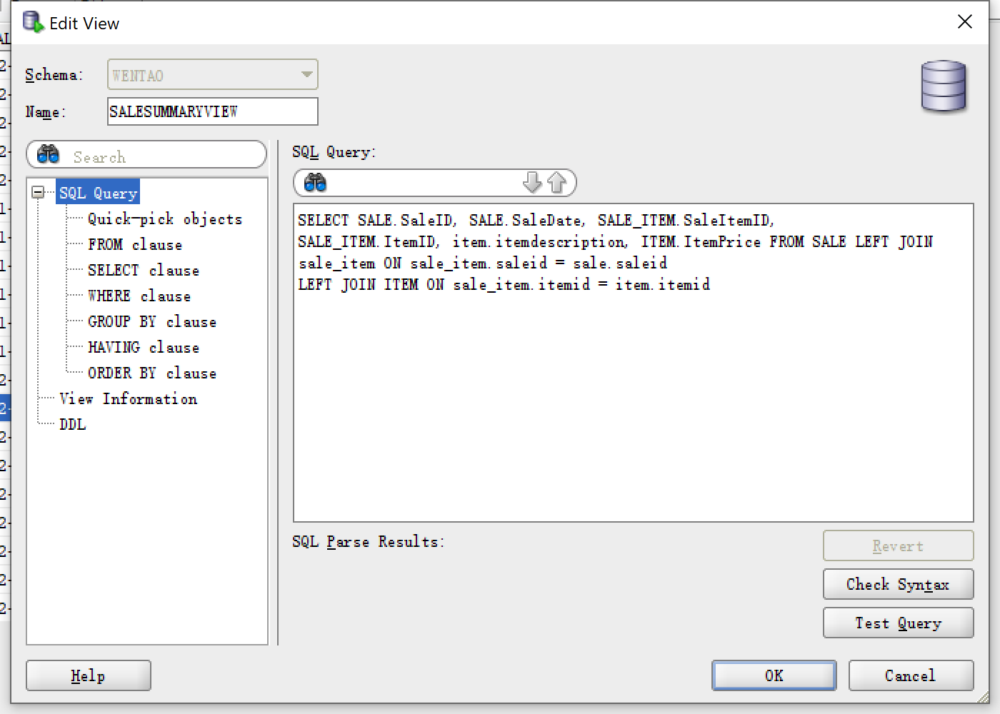 Edit View
Schema:
WENTAO
Name:
SALESUMMARYVIEW
Search
SQL Query
Quick-pick objects
FROM clause
SELECT clause
WHERE clause
GROUP BY clause
HAVING clause
ORDER BY clause
View Information
DDL
SQL Query:
SELECT SALE.SaleID, SALE.SaleDate, SALE_ITEM.SaleItemID,
SALE_ITEM.ItemID, item.itemdescription, ITEM.ItemPrice FROM SALE LEFT JOIN
sale_item ON sale_item.saleid = sale.saleid
LEFT JOIN ITEM ON sale_item.itemid = item.itemid
SQL Parse Results:
Revert
Check Syntax
Test Query
Help
OK
Cancel